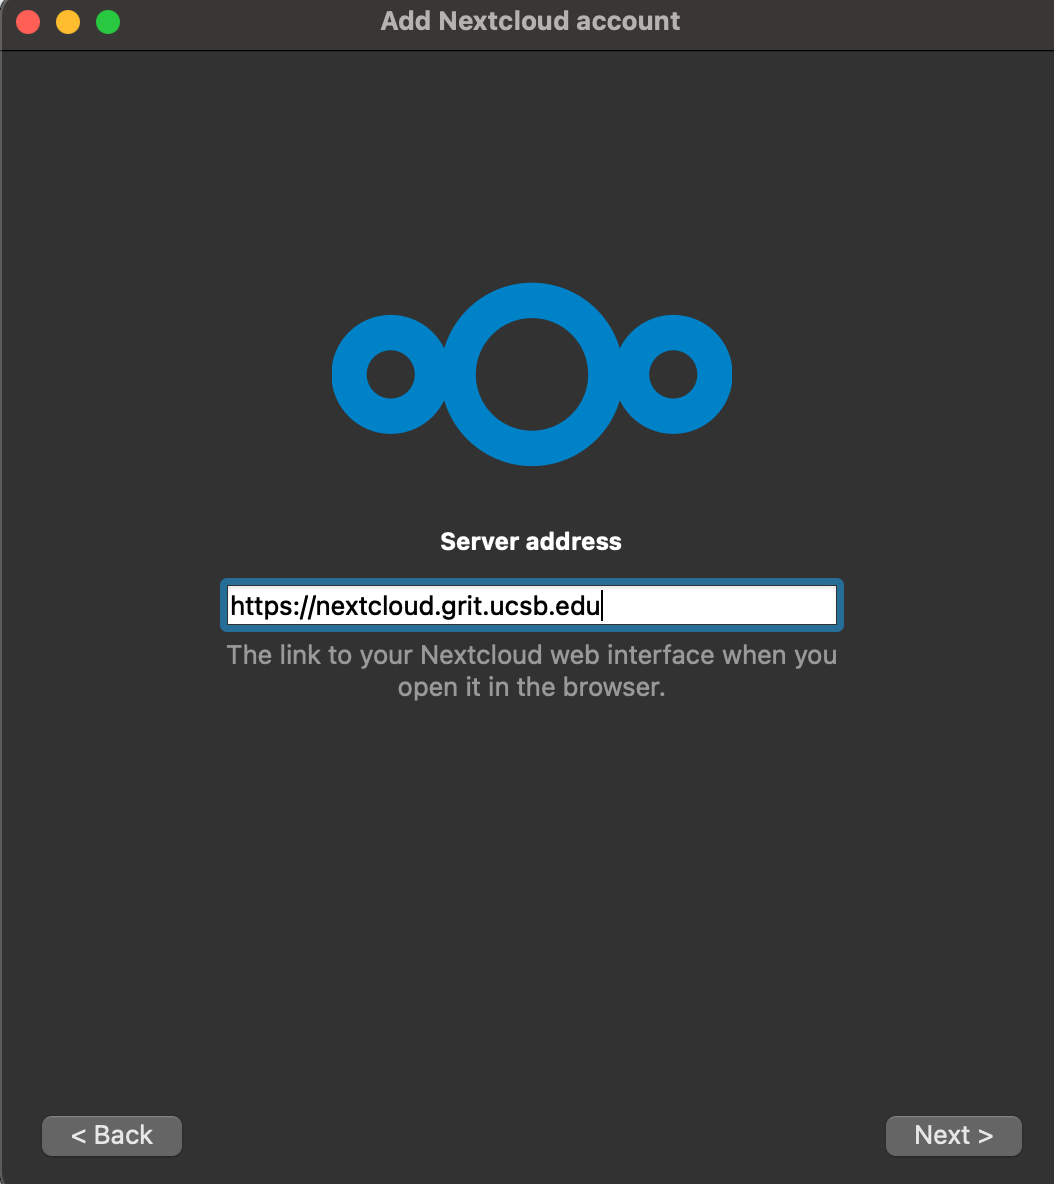 Add Nextcloud account
Server address
https://nextcloud.grit.ucsb.edu
The link to your Nextcloud web interface when you
open it in the browser.
< Back
Next >